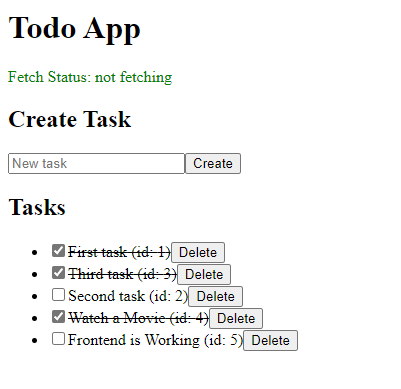 Todo App
Fetch Status: not fetching
Create Task
New task Create
Tasks
First task (id: 1) Delete
Third task (id: 3) Delete
Second task (id: 2) Delete
Watch a Movie (id: 4) Delete
Frontend is Working (id: 5) Delete